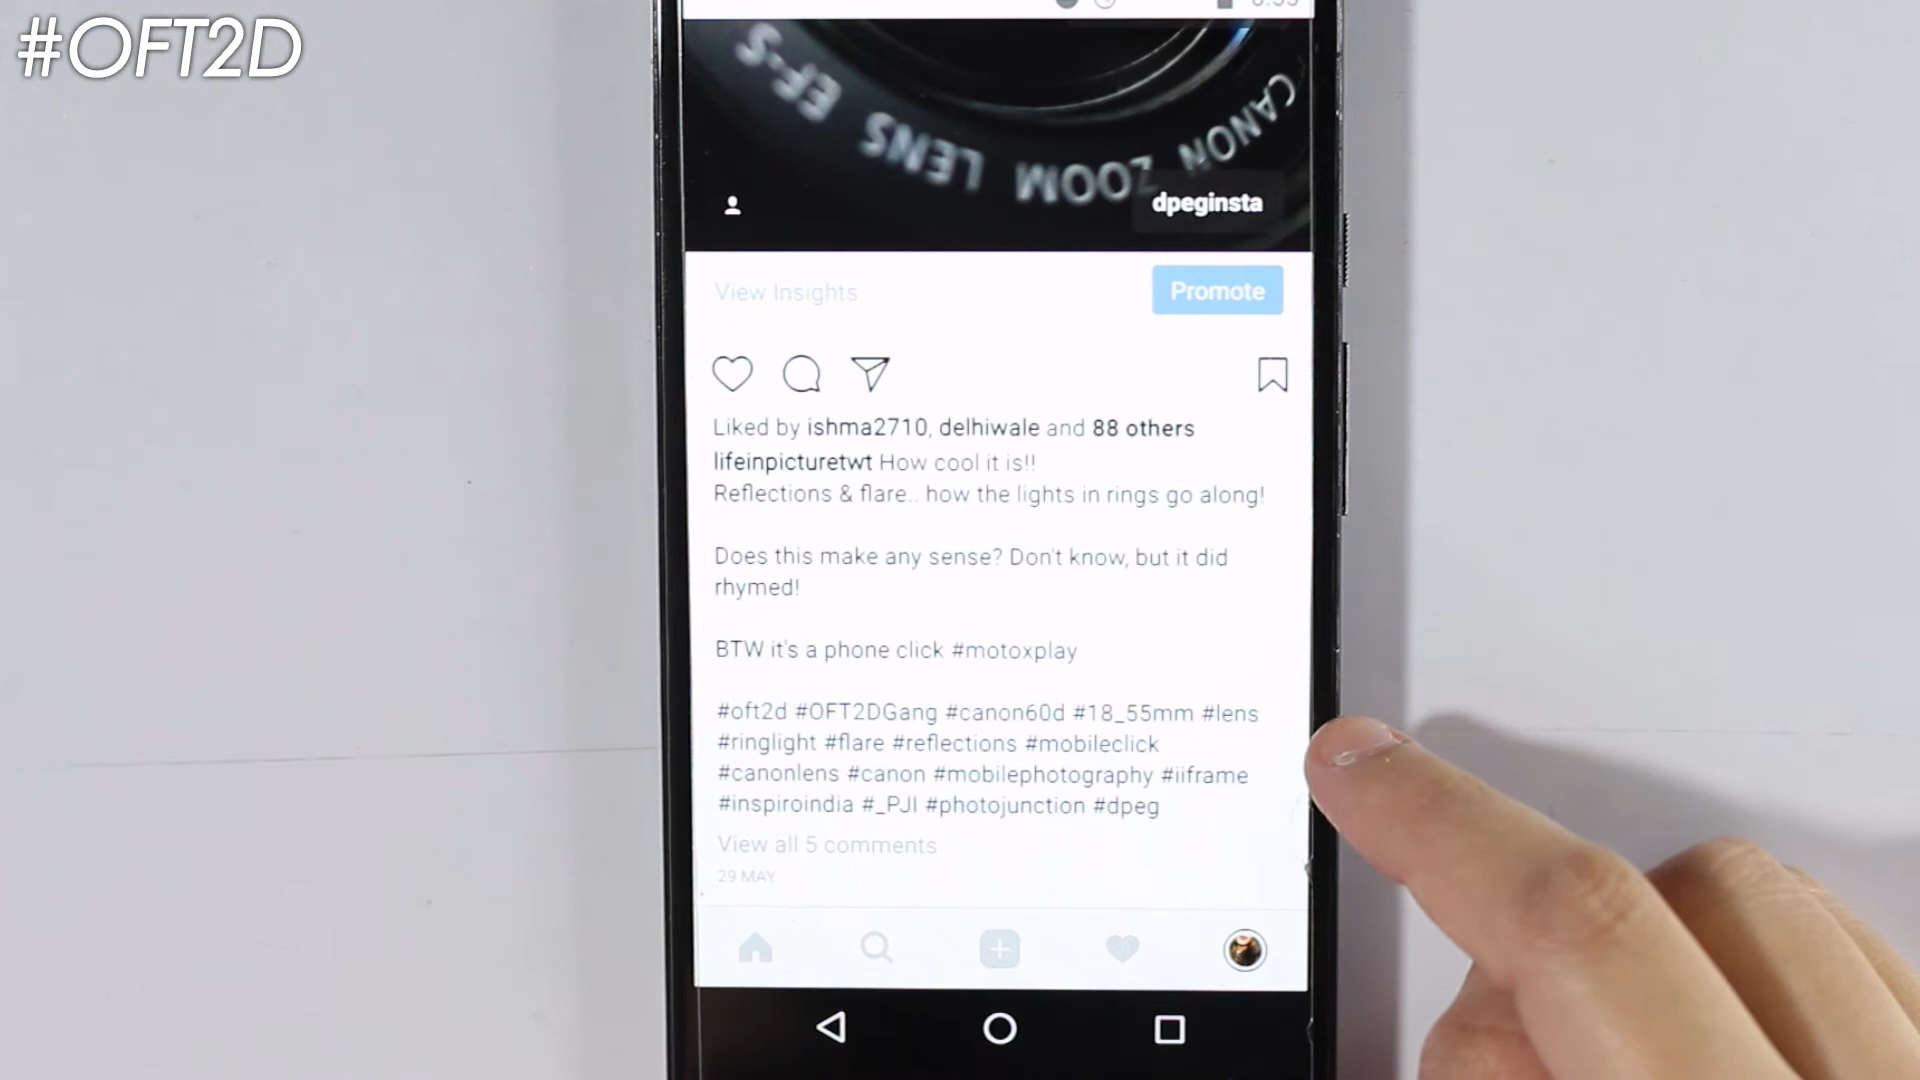 #OFT2D
8:55
CANON ZOOM LENS EF-S
dpeginsta
View Insights
Promote
Liked by ishma2710, delhiwale and 88 others
lifeinpicturetwt How cool it is!!
Reflections & flare.. how the lights in rings go along!
Does this make any sense? Don't know, but it did
rhymed!
BTW it's a phone click #motoxplay
#oft2d #OFT2DGang #canon60d #18_55mm #lens
#ringlight #flare #reflections #mobileclick
#canonlens #canon #mobilephotography #iiframe
#inspiroindia #_PJI #photojunction #dpeg
View all 5 comments
29 MAY